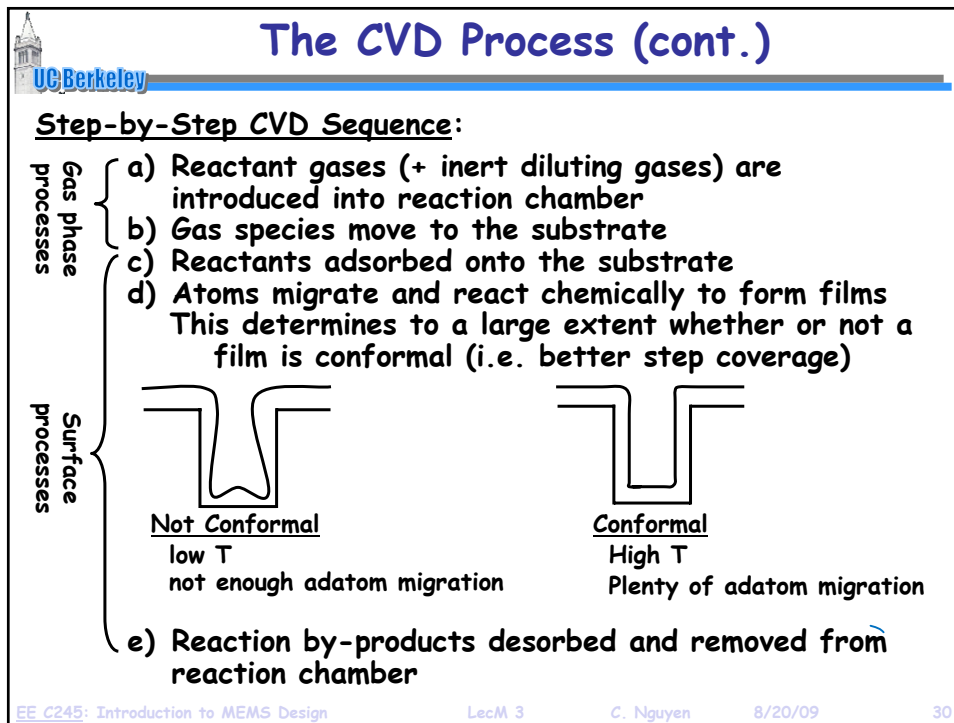 The CVD Process (cont.)
UC Berkeley
Step-by-Step CVD Sequence:
Gas phase
processes
a) Reactant gases (+ inert diluting gases) are
introduced into reaction chamber
b) Gas species move to the substrate
c) Reactants adsorbed onto the substrate
d) Atoms migrate and react chemically to form films
This determines to a large extent whether or not a
film is conformal (i.e. better step coverage)
Surface
processes
Not Conformal
low T
not enough adatom migration
Conformal
High T
Plenty of adatom migration
e) Reaction by-products desorbed and removed from
reaction chamber
EE C245: Introduction to MEMS Design LecM 3 C. Nguyen 8/20/09 30